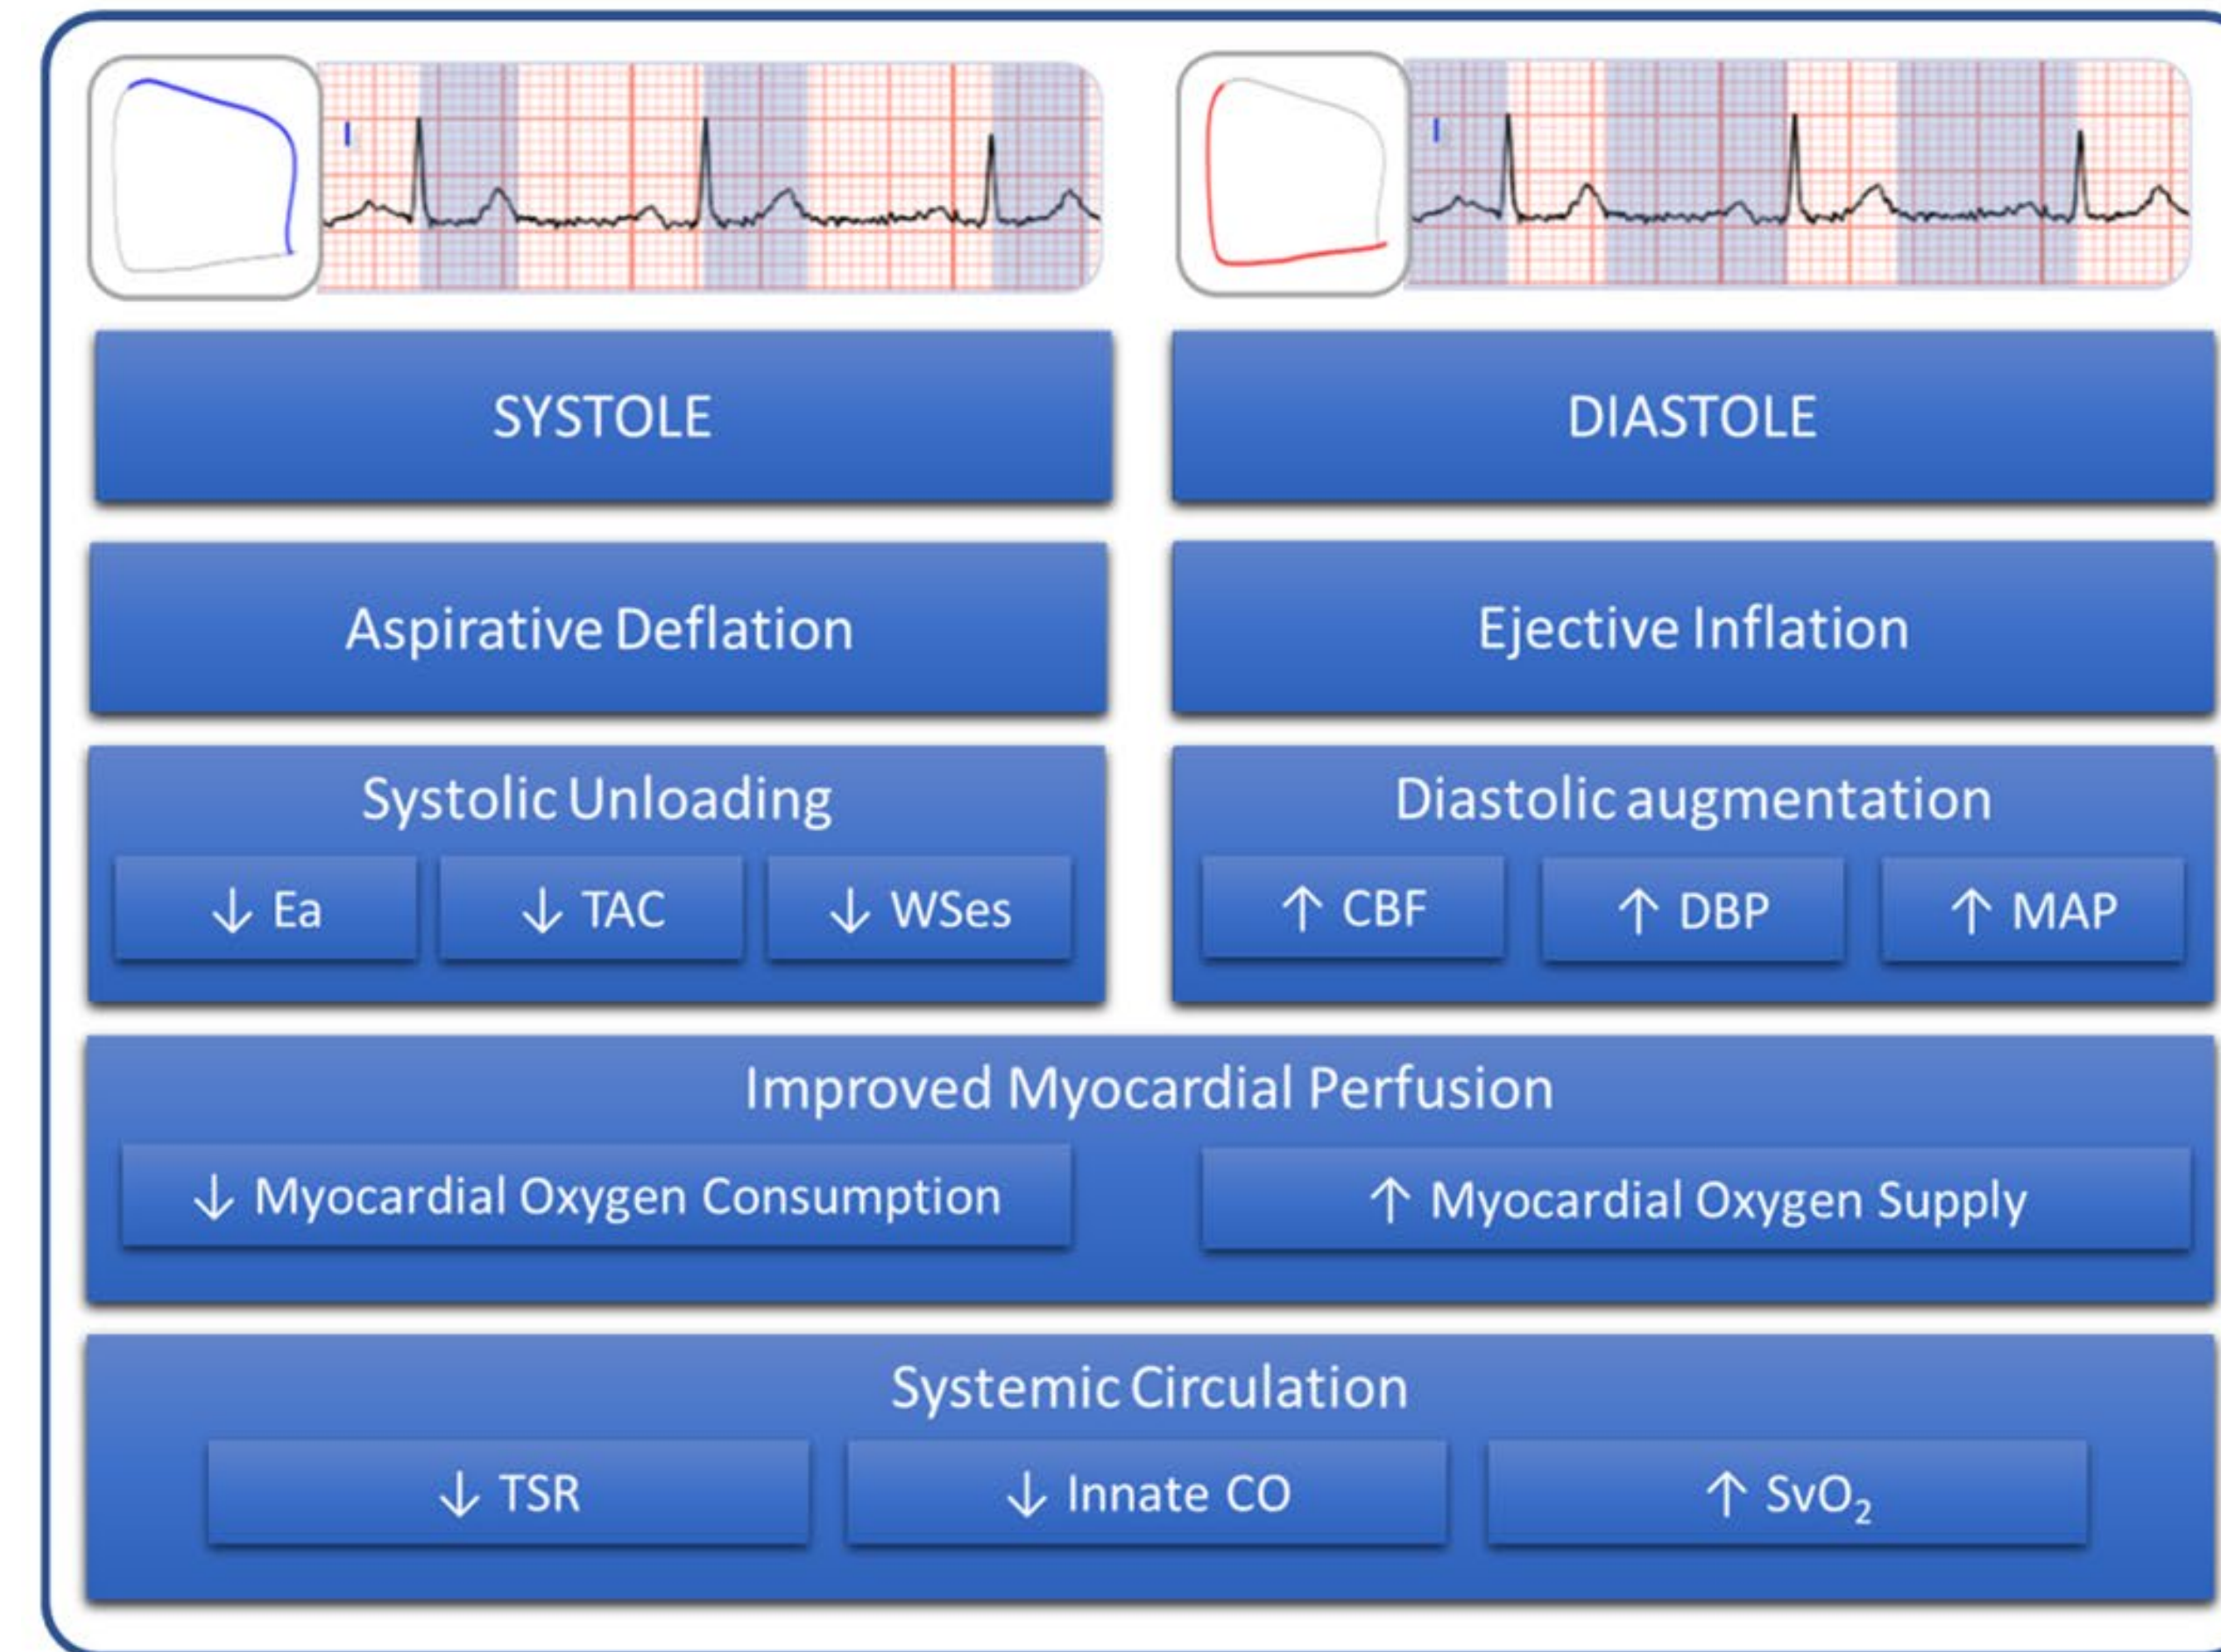 I
I
SYSTOLE
DIASTOLE
Aspirative Deflation
Ejective Inflation
Systolic Unloading
↓ Ea
↓ TAC
↓ WSes
Diastolic augmentation
↑ CBF
↑ DBP
↑ MAP
Improved Myocardial Perfusion
↓ Myocardial Oxygen Consumption
↑ Myocardial Oxygen Supply
Systemic Circulation
↓ TSR
↓ Innate CO
↑ SvO₂